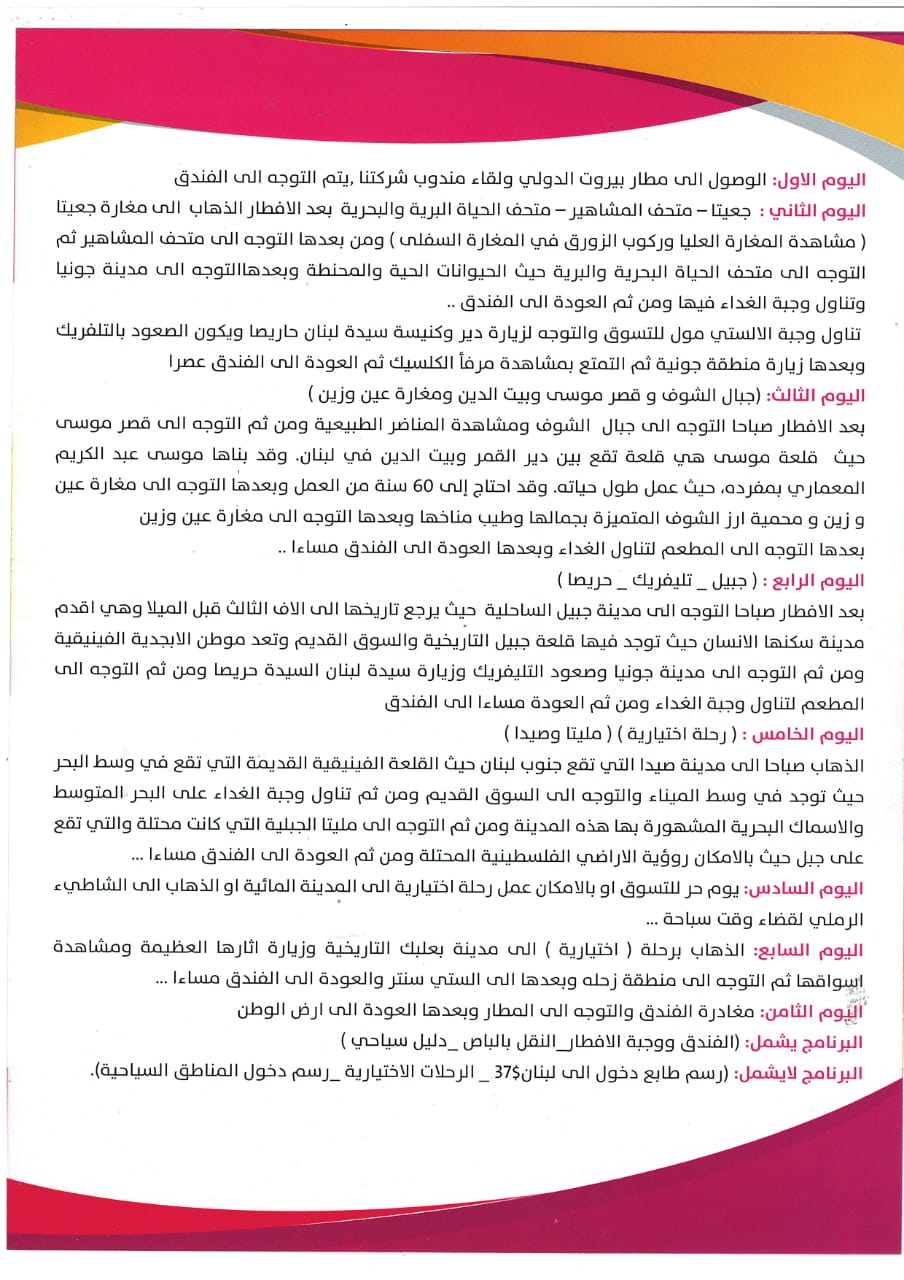 اليوم الاول: الوصول الى مطار بيروت الدولي ولقاء مندوب شركتنا ,يتم التوجه الى الفندق
اليوم الثاني : جعيتا – متحف المشاهير – متحف الحياة البرية والبحرية بعد الافطار الذهاب الى مغارة جعيتا
( مشاهدة المغارة العليا وركوب الزورق في المغارة السفلى ) ومن بعدها التوجه الى متحف المشاهير ثم
التوجه الى متحف الحياة البحرية والبرية حيث الحيوانات الحية والمحنطة وبعدهاالتوجه الى مدينة جونيا
وتناول وجبة الغداء فيها ومن ثم العودة الى الفندق ..
تناول وجبة الالستي مول للتسوق والتوجه لزيارة دير وكنيسة سيدة لبنان حاريصا ويكون الصعود بالتلفريك
وبعدها زيارة منطقة جونية ثم التمتع بمشاهدة مرفأ الكلسيك ثم العودة الى الفندق عصرا
اليوم الثالث: (جبال الشوف و قصر موسى وبيت الدين ومغارة عين وزين )
بعد الافطار صباحا التوجه الى جبال الشوف ومشاهدة المناضر الطبيعية ومن ثم التوجه الى قصر موسى
حيث قلعة موسى هي قلعة تقع بين دير القمر وبيت الدين في لبنان. وقد بناها موسى عبد الكريم
المعماري بمفرده، حيث عمل طول حياته. وقد احتاج إلى 60 سنة من العمل وبعدها التوجه الى مغارة عين
و زين و محمية ارز الشوف المتميزة بجمالها وطيب مناخها وبعدها التوجه الى مغارة عين وزين
بعدها التوجه الى المطعم لتناول الغداء وبعدها العودة الى الفندق مساءا ..
اليوم الرابع : ( جبيل _ تليفريك _ حريصا )
بعد الافطار صباحا التوجه الى مدينة جبيل الساحلية حيث يرجع تاريخها الى الاف الثالث قبل الميلا وهي اقدم
مدينة سكنها الانسان حيث توجد فيها قلعة جبيل التاريخية والسوق القديم وتعد موطن الابجدية الفينيقية
ومن ثم التوجه الى مدينة جونيا وصعود التليفريك وزيارة سيدة لبنان السيدة حريصا ومن ثم التوجه الى
المطعم لتناول وجبة الغداء ومن ثم العودة مساءا الى الفندق
اليوم الخامس : ( رحلة اختيارية ) ( مليتا وصيدا )
الذهاب صباحا الى مدينة صيدا التي تقع جنوب لبنان حيث القلعة الفينيقية القديمة التي تقع في وسط البحر
حيث توجد في وسط الميناء والتوجه الى السوق القديم ومن ثم تناول وجبة الغداء على البحر المتوسط
والاسماك البحرية المشهورة بها هذه المدينة ومن ثم التوجه الى مليتا الجبلية التي كانت محتلة والتي تقع
على جبل حيث بالامكان روؤية الاراضي الفلسطينية المحتلة ومن ثم العودة الى الفندق مساءا ...
اليوم السادس: يوم حر للتسوق او بالامكان عمل رحلة اختيارية الى المدينة المائية او الذهاب الى الشاطيء
الرملي لقضاء وقت سباحة ...
اليوم السابع: الذهاب برحلة ( اختيارية ) الى مدينة بعلبك التاريخية وزيارة اثارها العظيمة ومشاهدة
اسواقها ثم التوجه الى منطقة زحله وبعدها الى الستي سنتر والعودة الى الفندق مساءا ...
اليوم الثامن: مغادرة الفندق والتوجه الى المطار وبعدها العودة الى ارض الوطن
البرنامج يشمل: (الفندق ووجبة الافطار_النقل بالباص _دليل سياحي )
البرنامج لايشمل: (رسم طابع دخول الى لبنان37$ _ الرحلات الاختيارية _رسم دخول المناطق السياحية).